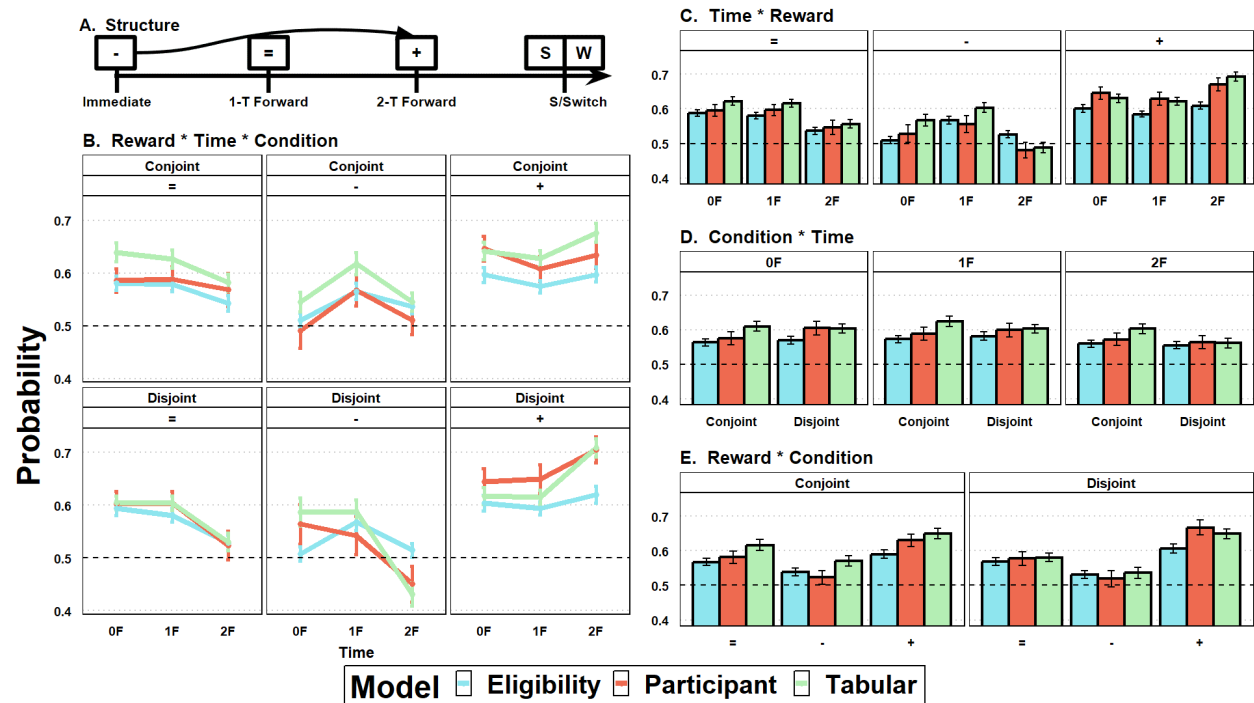 A. Structure
- = + S W
Immediate 1-T Forward 2-T Forward S/Switch
B. Reward * Time * Condition
Conjoint Conjoint Conjoint
= - +
0.7
0.6
0.5
0.4
Disjoint Disjoint Disjoint
= - +
0.7
0.6
0.5
0.4
0F 1F 2F 0F 1F 2F 0F 1F 2F
Time
Probability
C. Time * Reward
= - +
0.7
0.6
0.5
0.4
0F 1F 2F 0F 1F 2F 0F 1F 2F
D. Condition * Time
0F 1F 2F
0.7
0.6
0.5
0.4
Conjoint Disjoint Conjoint Disjoint Conjoint Disjoint
E. Reward * Condition
Conjoint Disjoint
0.7
0.6
0.5
0.4
= - + = - +
Model Eligibility Participant Tabular